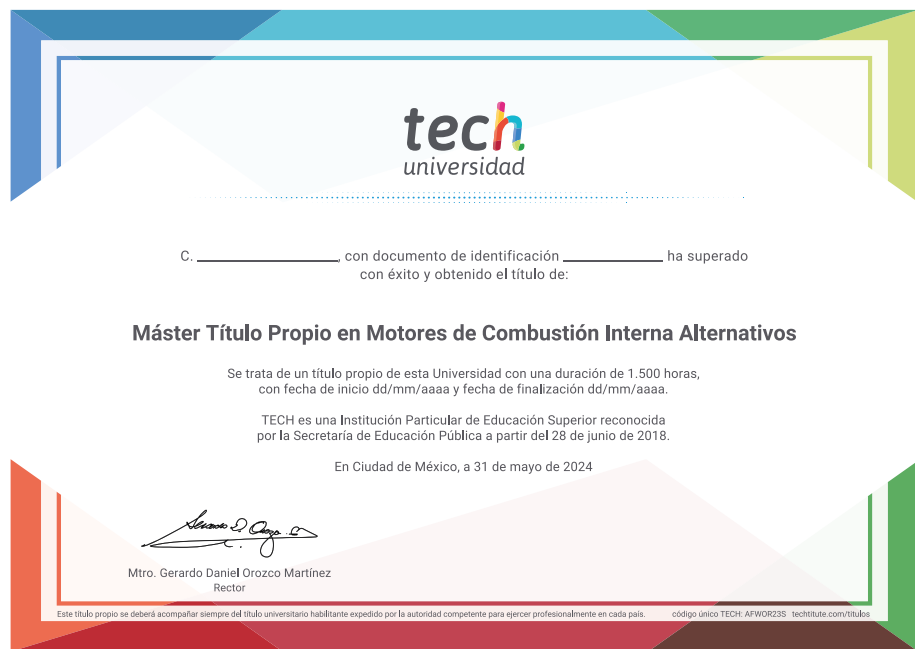 tech
universidad
C. ____________________, con documento de identificación ______________ ha superado
con éxito y obtenido el título de:
Máster Título Propio en Motores de Combustión Interna Alternativos
Se trata de un título propio de esta Universidad con una duración de 1.500 horas,
con fecha de inicio dd/mm/aaaa y fecha de finalización dd/mm/aaaa.
TECH es una Institución Particular de Educación Superior reconocida
por la Secretaría de Educación Pública a partir del 28 de junio de 2018.
En Ciudad de México, a 31 de mayo de 2024
Mtro. Gerardo Daniel Orozco Martínez
Rector
Este título propio se deberá acompañar siempre del título universitario habilitante expedido por la autoridad competente para ejercer profesionalmente en cada país. código único TECH: AFWOR23S techtitute.com/titulos